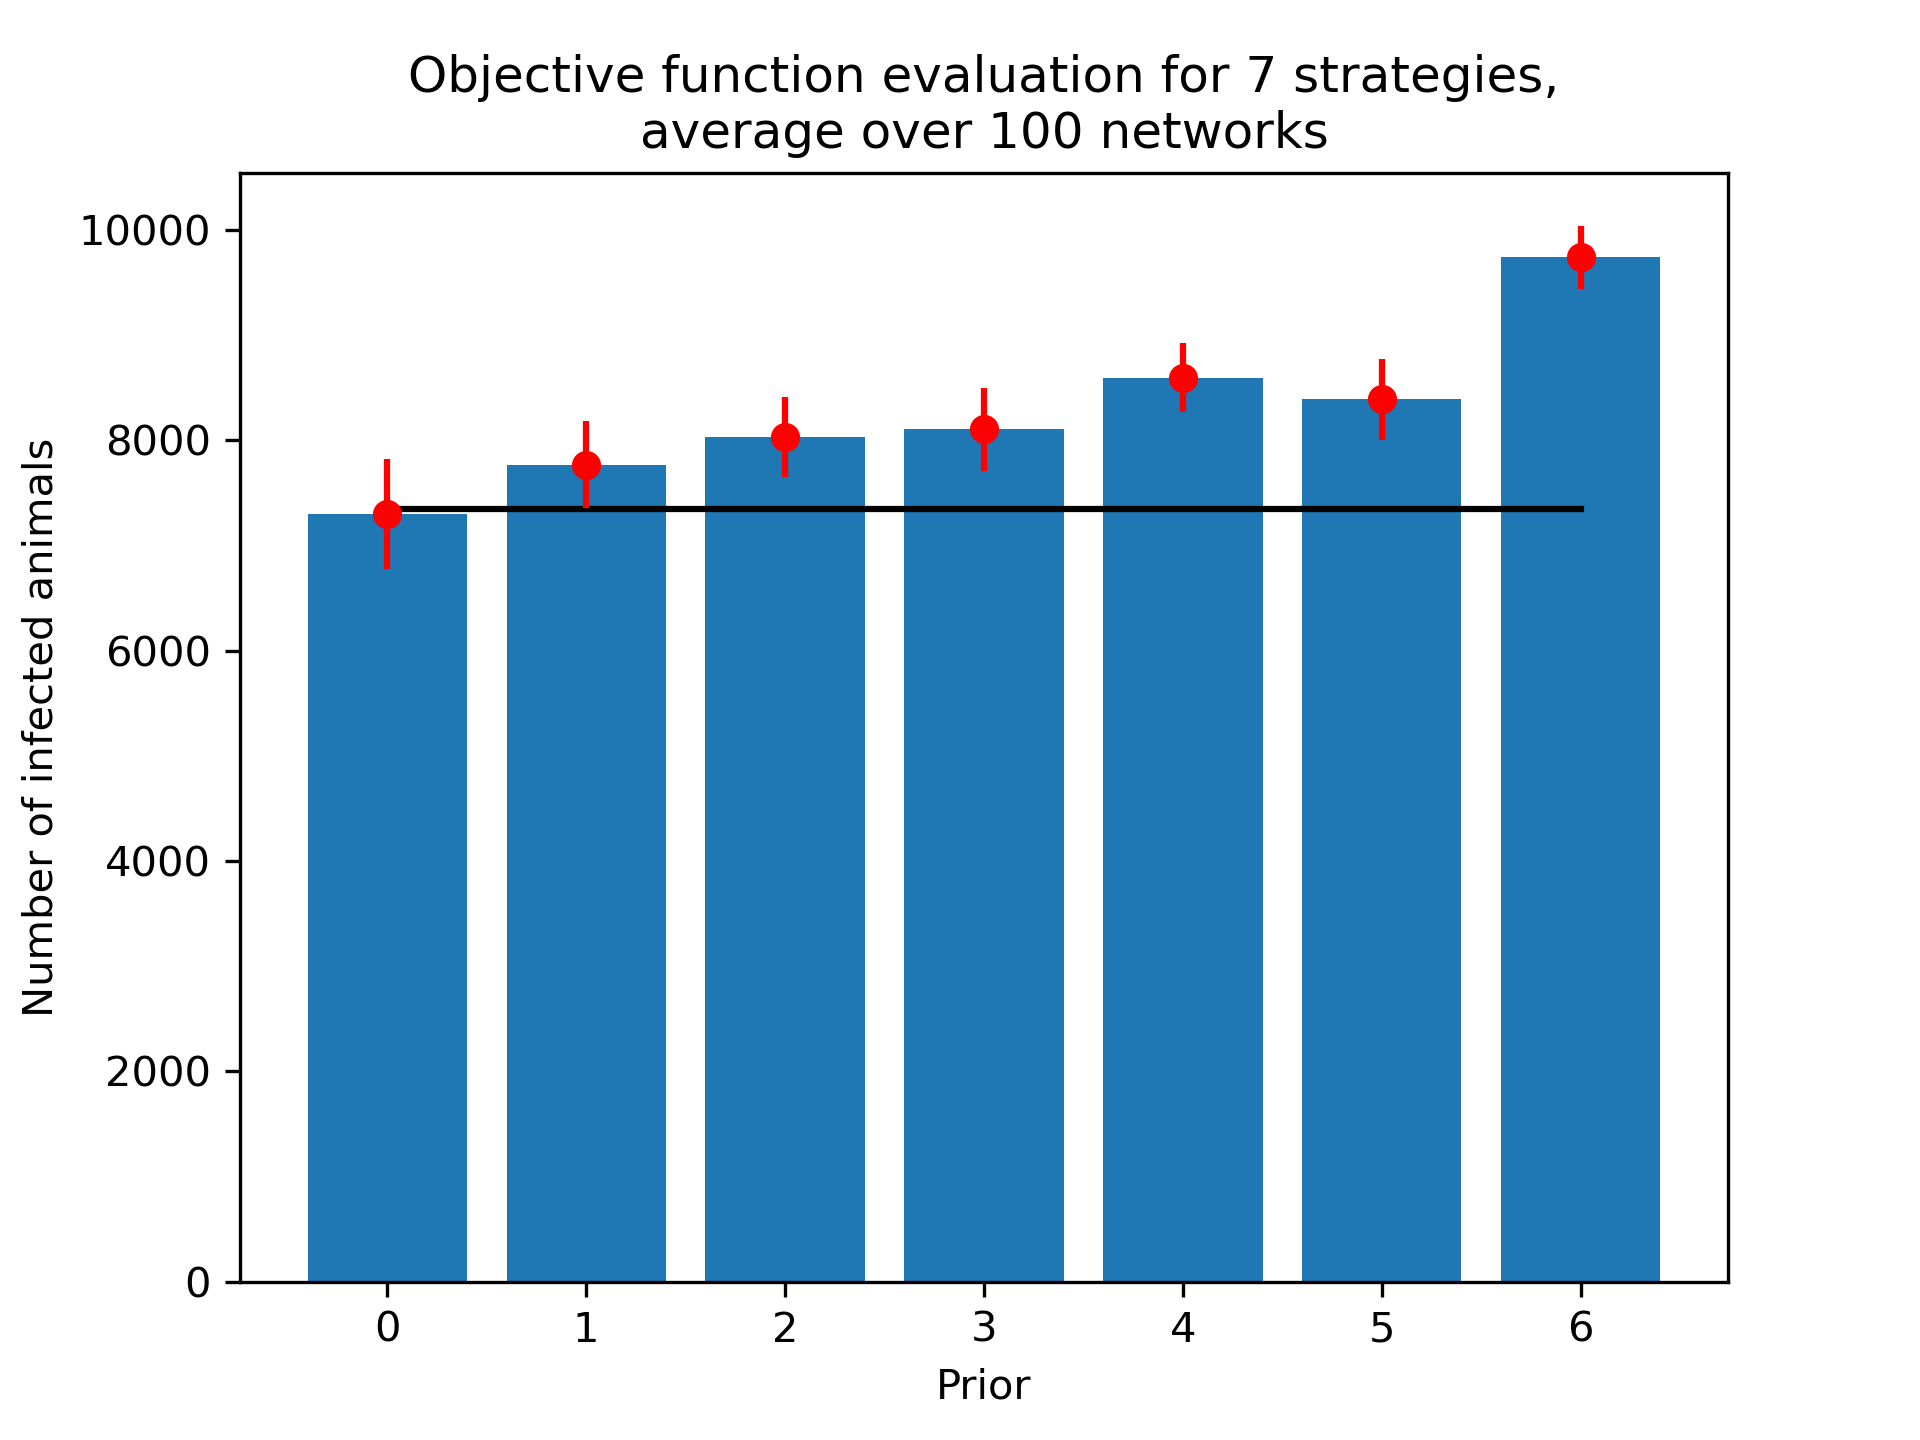 Objective function evaluation for 7 strategies,
average over 100 networks
Number of infected animals
10000
8000
6000
4000
2000
0
0 1 2 3 4 5 6
Prior